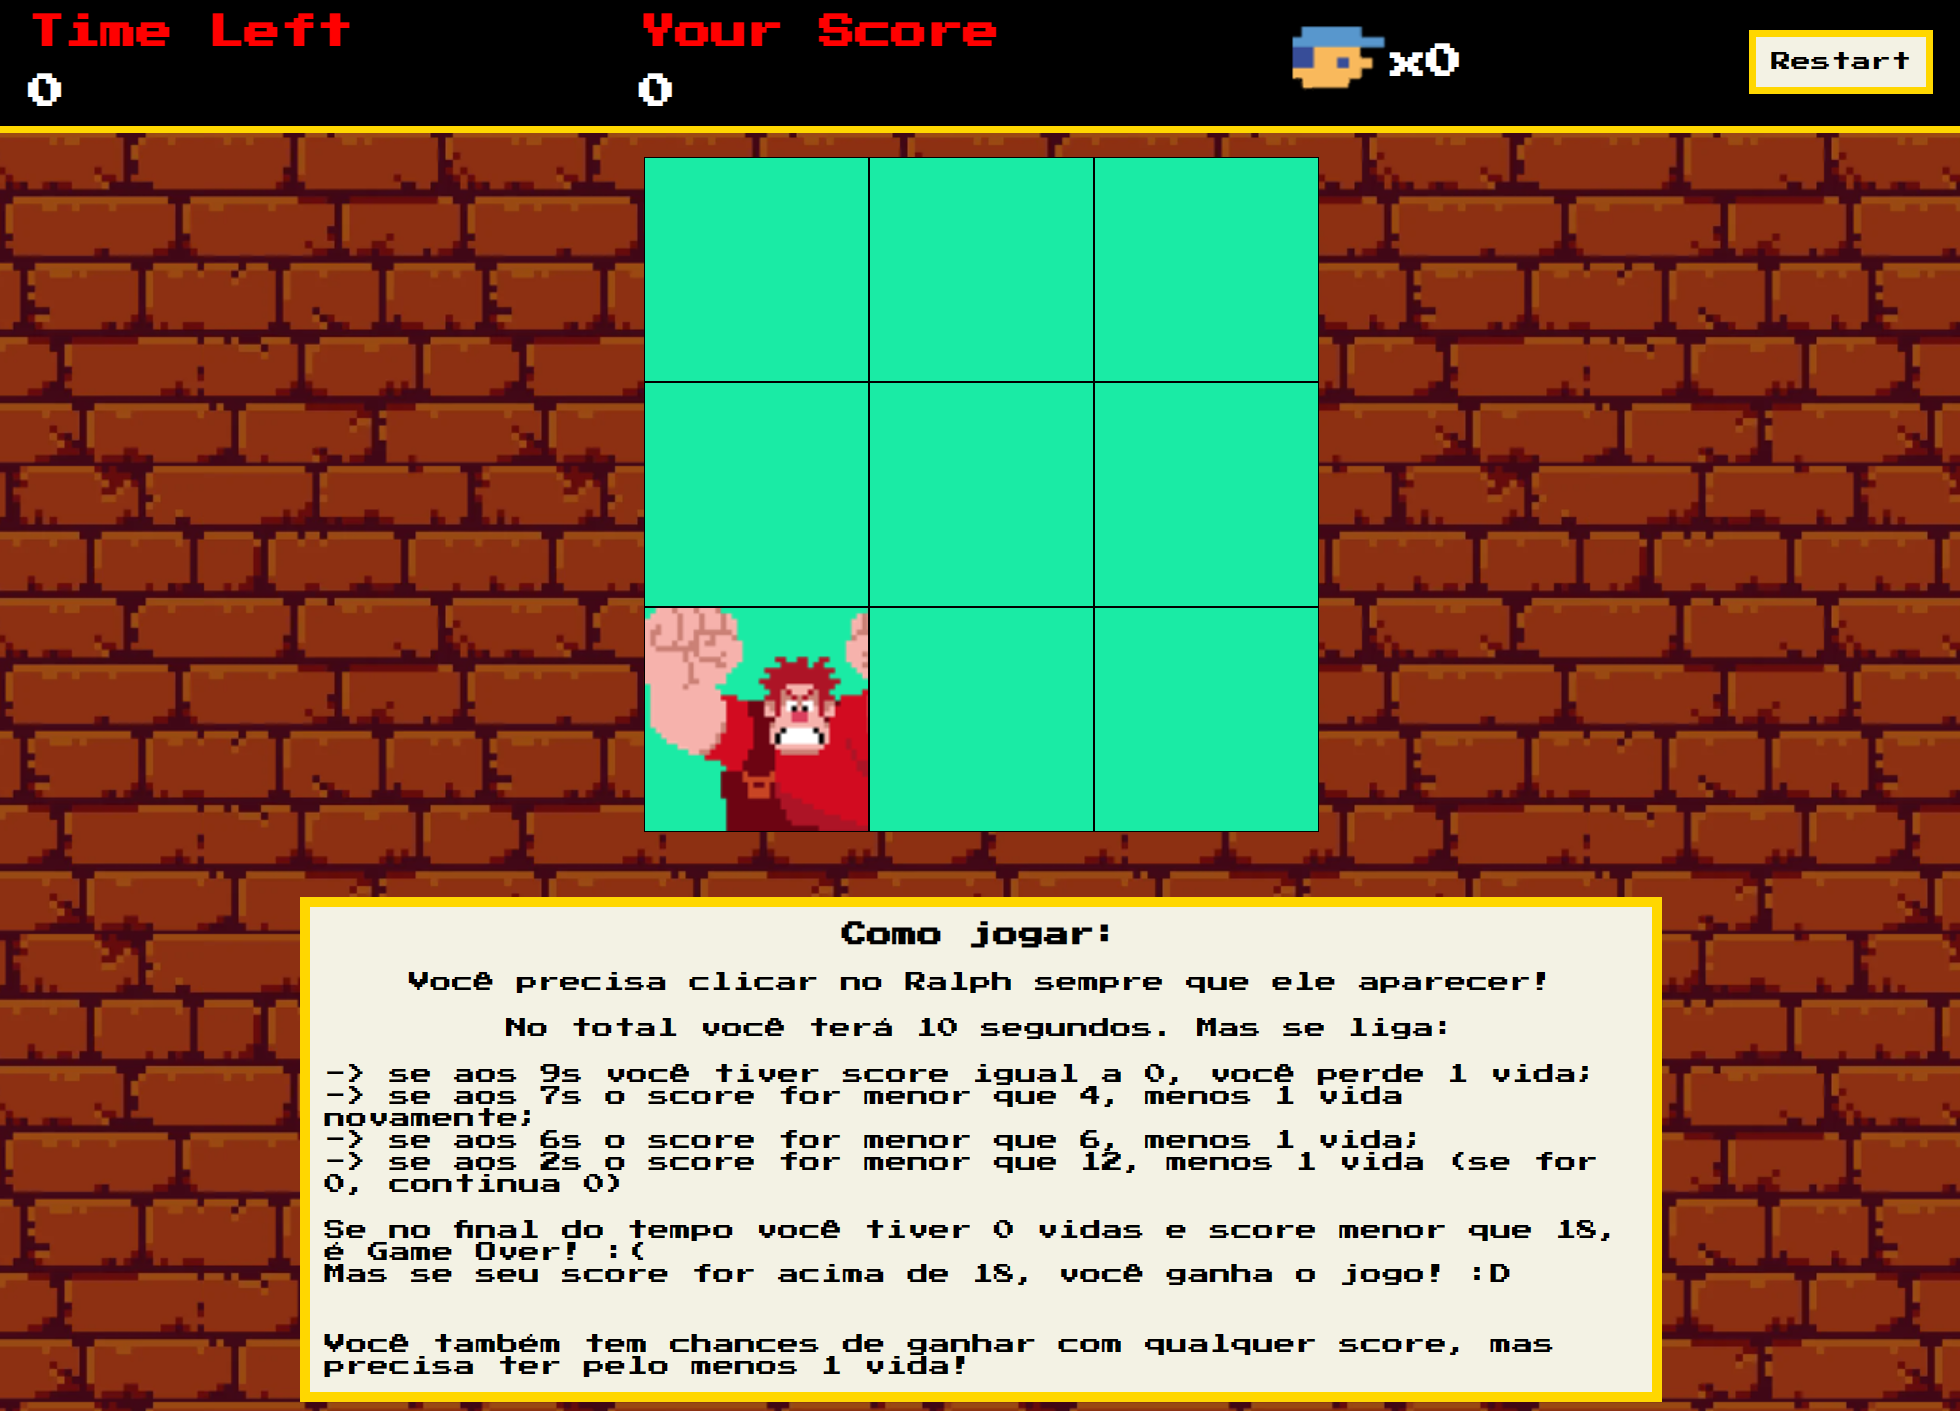 Time Left
0
Your Score
0
x0
Restart
Como jogar:
Você precisa clicar no Ralph sempre que ele aparecer!
No total você terá 10 segundos. Mas se liga:
-> se aos 9s você tiver score igual a 0, você perde 1 vida;
-> se aos 7s o score for menor que 4, menos 1 vida
novamente;
-> se aos 6s o score for menor que 6, menos 1 vida;
-> se aos 2s o score for menor que 12, menos 1 vida (se for
0, continua 0)
Se no final do tempo você tiver 0 vidas e score menor que 18,
é Game Over! :(
Mas se seu score for acima de 18, você ganha o jogo! :D
Você também tem chances de ganhar com qualquer score, mas
precisa ter pelo menos 1 vida!